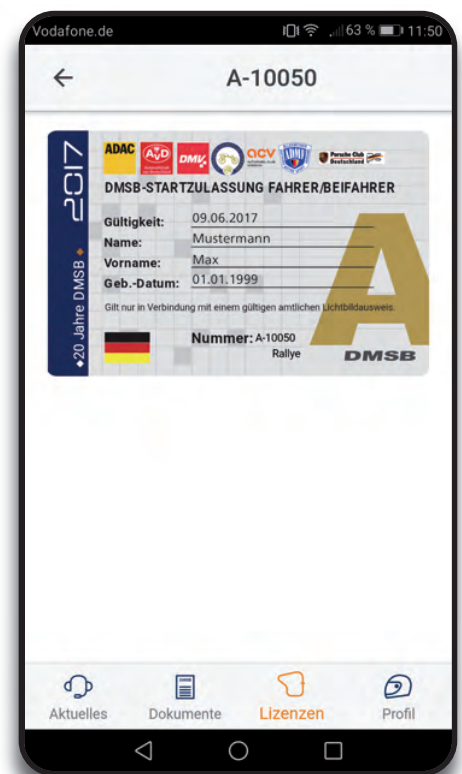 Vodafone.de 63 % 11:50
A-10050
2017
20 Jahre DMSB
ADAC AvD DMV acv ADMV Porsche Club Deutschland
DMSB-STARTZULASSUNG FAHRER/BEIFAHRER
Gültigkeit: 09.06.2017
Name: Mustermann
Vorname: Max
Geb.-Datum: 01.01.1999
Gilt nur in Verbindung mit einem gültigen amtlichen Lichtbildausweis.
Nummer: A-10050
Rallye
A
DMSB
Aktuelles Dokumente Lizenzen Profil